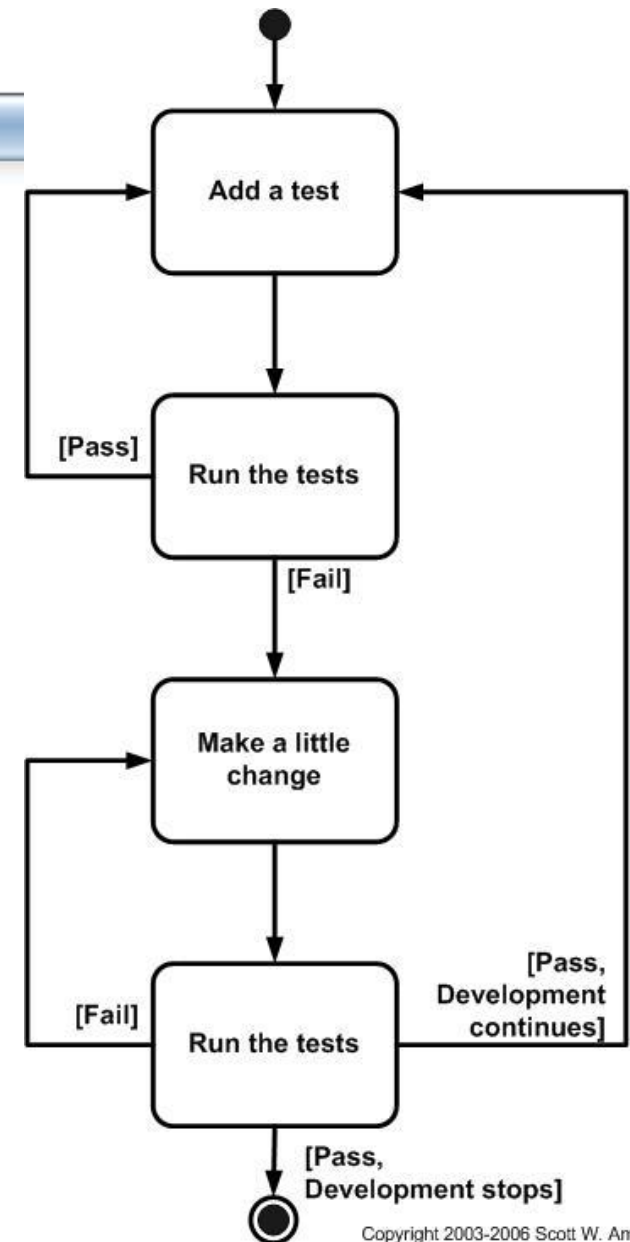 Add a test
[Pass]
Run the tests
[Fail]
Make a little
change
[Fail]
Run the tests
[Pass,
Development
continues]
[Pass,
Development stops]
Copyright 2003-2006 Scott W. Am